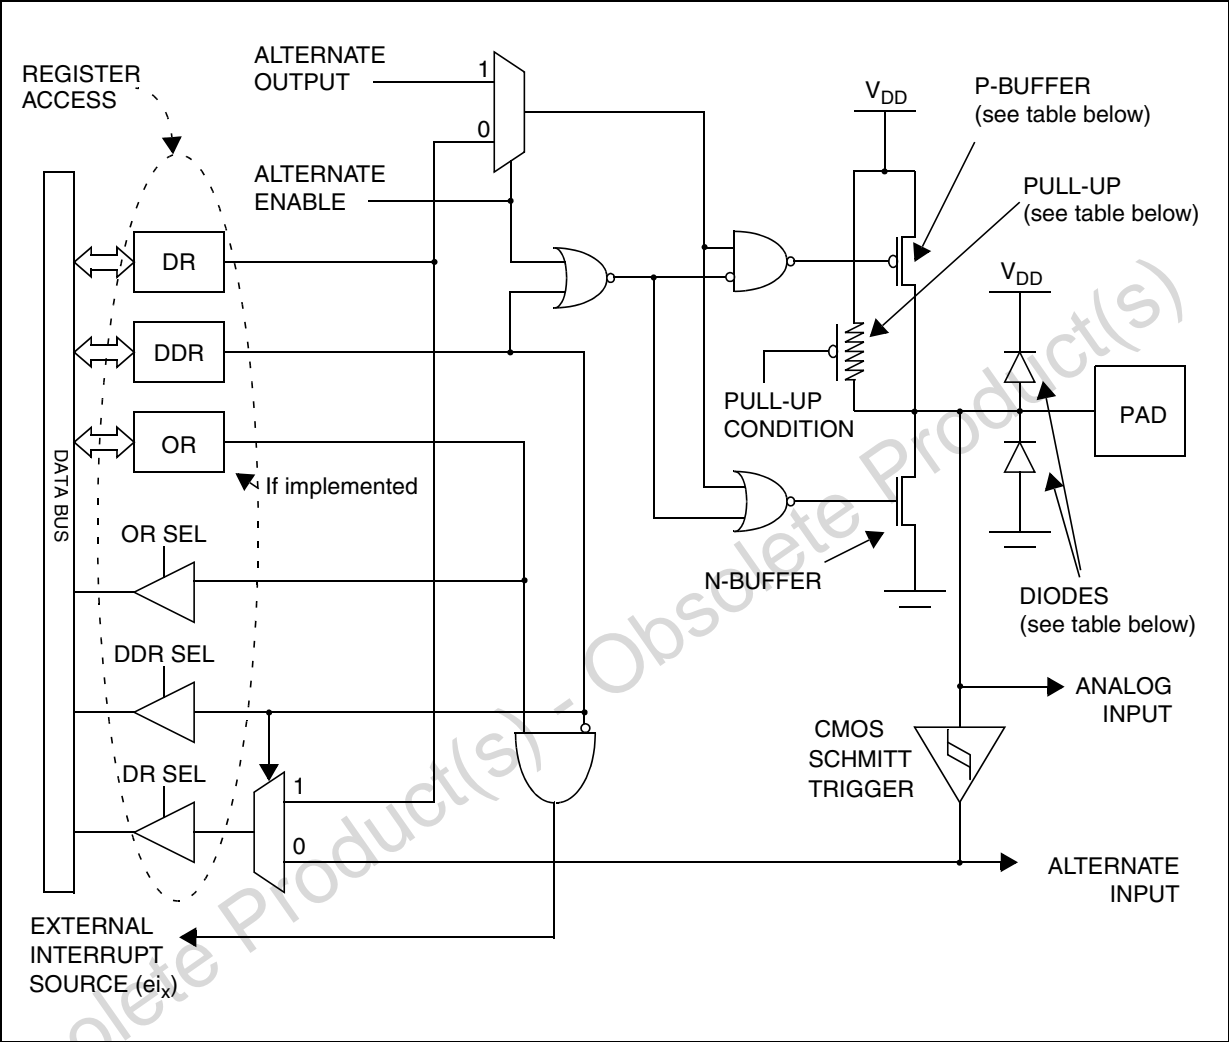 REGISTER
ACCESS
ALTERNATE
OUTPUT
1
0
ALTERNATE
ENABLE
VDD
P-BUFFER
(see table below)
PULL-UP
(see table below)
DR
DDR
OR
If implemented
DATA BUS
PULL-UP
CONDITION
VDD
PAD
OR SEL
N-BUFFER
DIODES
(see table below)
DDR SEL
ANALOG
INPUT
CMOS
SCHMITT
TRIGGER
DR SEL
1
0
ALTERNATE
INPUT
EXTERNAL
INTERRUPT
SOURCE (eix)
olete Product(s) - Obsolete Product(s)